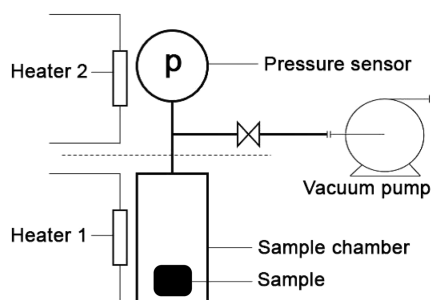 p
Heater 2
Pressure sensor
Vacuum pump
Heater 1
Sample chamber
Sample